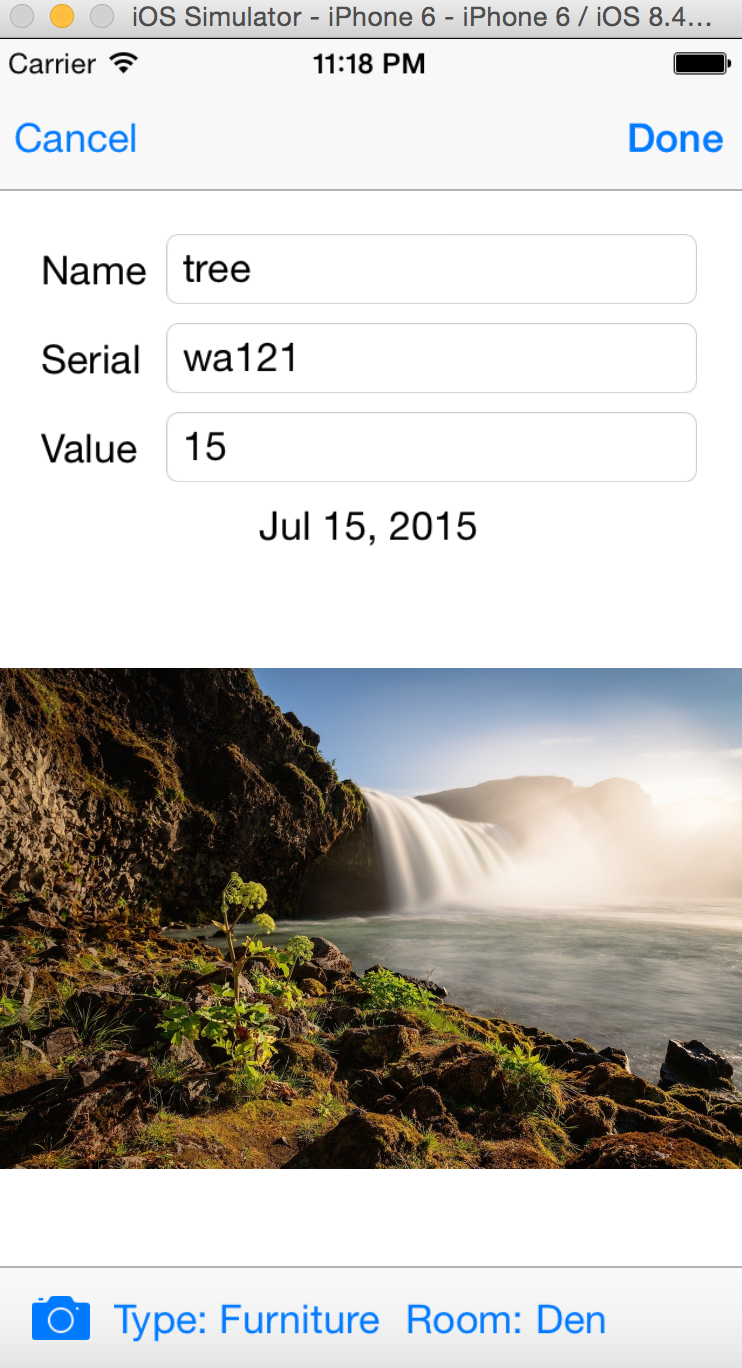 iOS Simulator - iPhone 6 - iPhone 6 / iOS 8.4...
Carrier 11:18 PM
Cancel Done
Name tree
Serial wa121
Value 15
Jul 15, 2015
Type: Furniture Room: Den